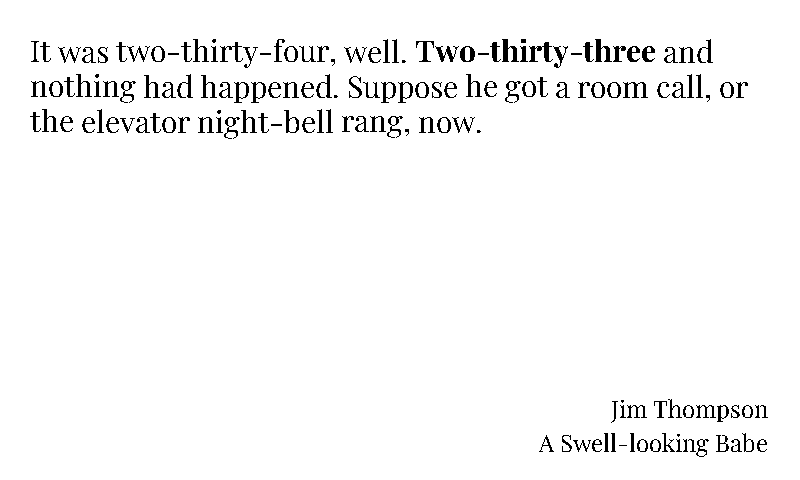 It was two-thirty-four, well. Two-thirty-three and
nothing had happened. Suppose he got a room call, or
the elevator night-bell rang, now.
Jim Thompson
A Swell-looking Babe